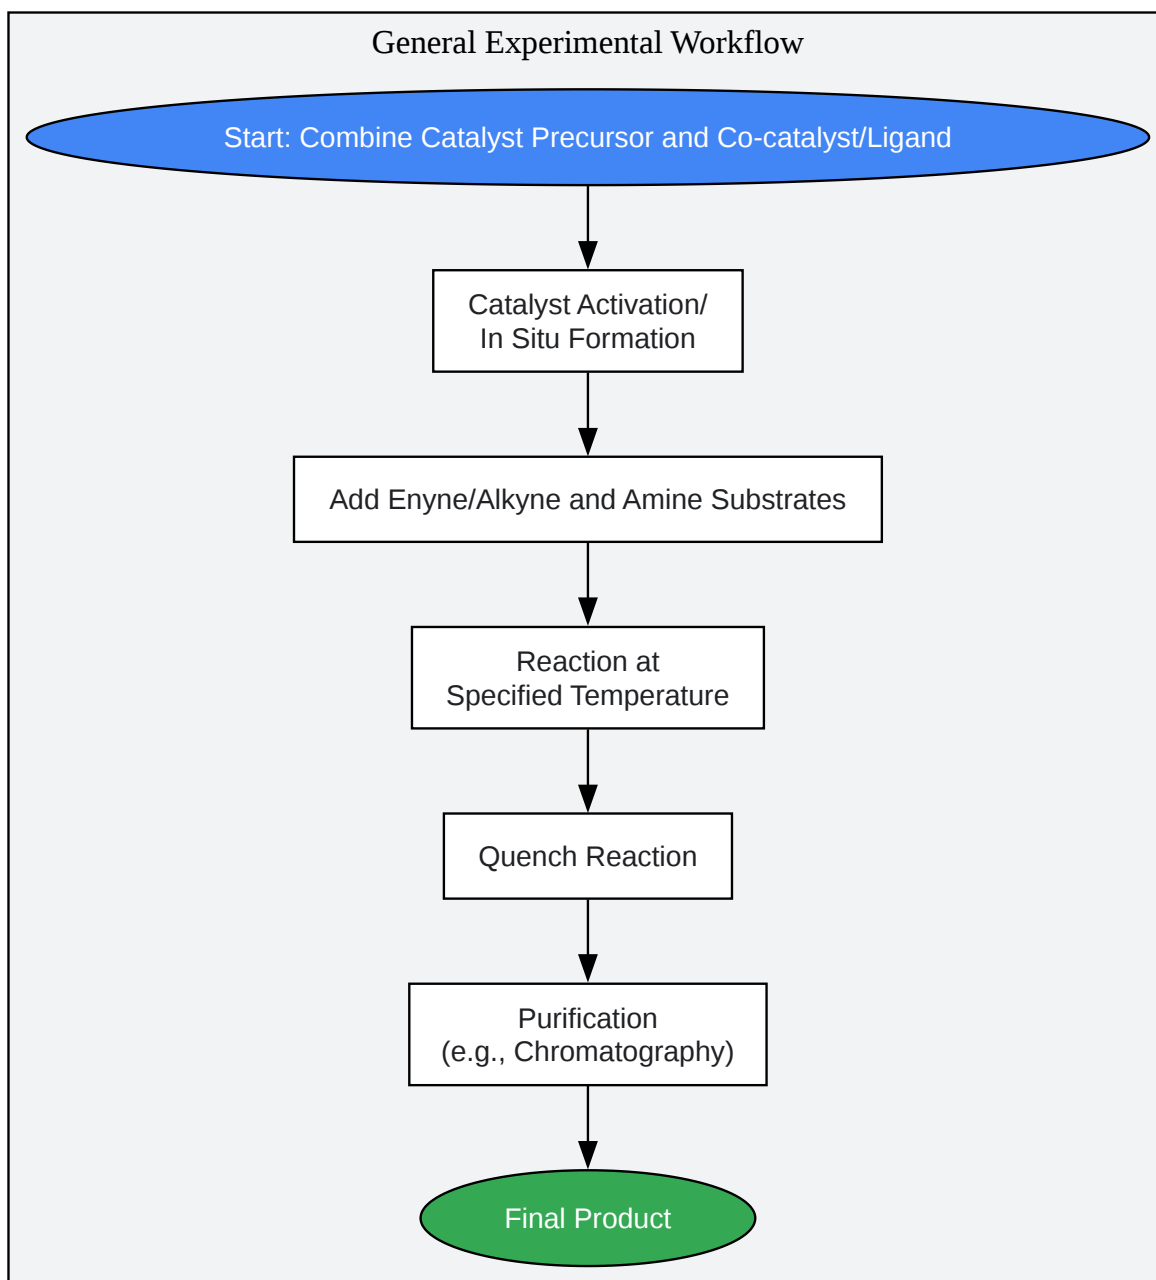 General Experimental Workflow
Start: Combine Catalyst Precursor and Co-catalyst/Ligand
Catalyst Activation/
In Situ Formation
Add Enyne/Alkyne and Amine Substrates
Reaction at
Specified Temperature
Quench Reaction
Purification
(e.g., Chromatography)
Final Product